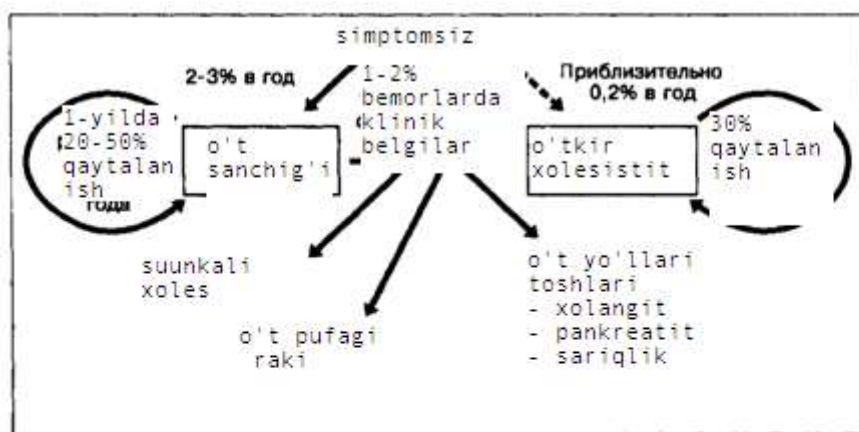 simptomsiz
2-3% в год
1-2%
bemorlarda
klinik
belgilar
Приблизительно
0,2% в год
1-yilda
20-50%
qaytalan
ish
года
o't
sanchig'i
o'tkir
xolesistit
30%
qaytalan
ish
suunkali
xoles
o't pufagi
raki
o't yo'llari
toshlari
- xolangit
- pankreatit
- sariqlik